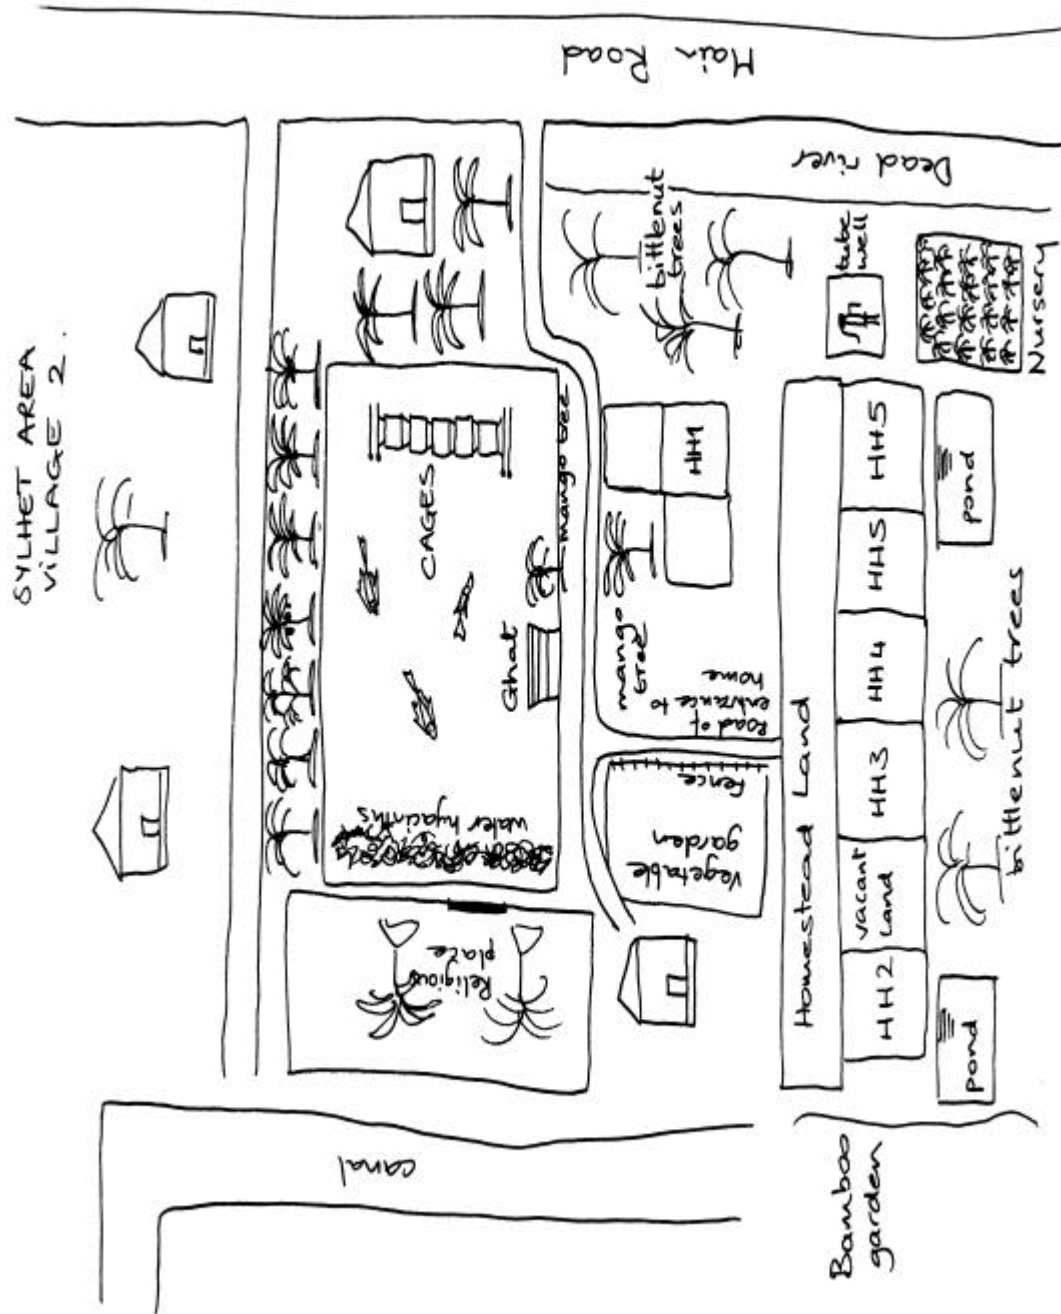 SYLHET AREA
VILLAGE 2.
Main Road
Dead river
bittlenut
trees
tube
well
Nursery
mango tree
CAGES
HH1
Ghat
mango
tree
Road of
entrance to
home
water hyacinths
Fence
Vegetable
garden
Religious
place
Homestead Land
HH2
Vacant
Land
HH3
HH4
HH5
HH5
pond
pond
bittlenut trees
canal
Bamboo
garden